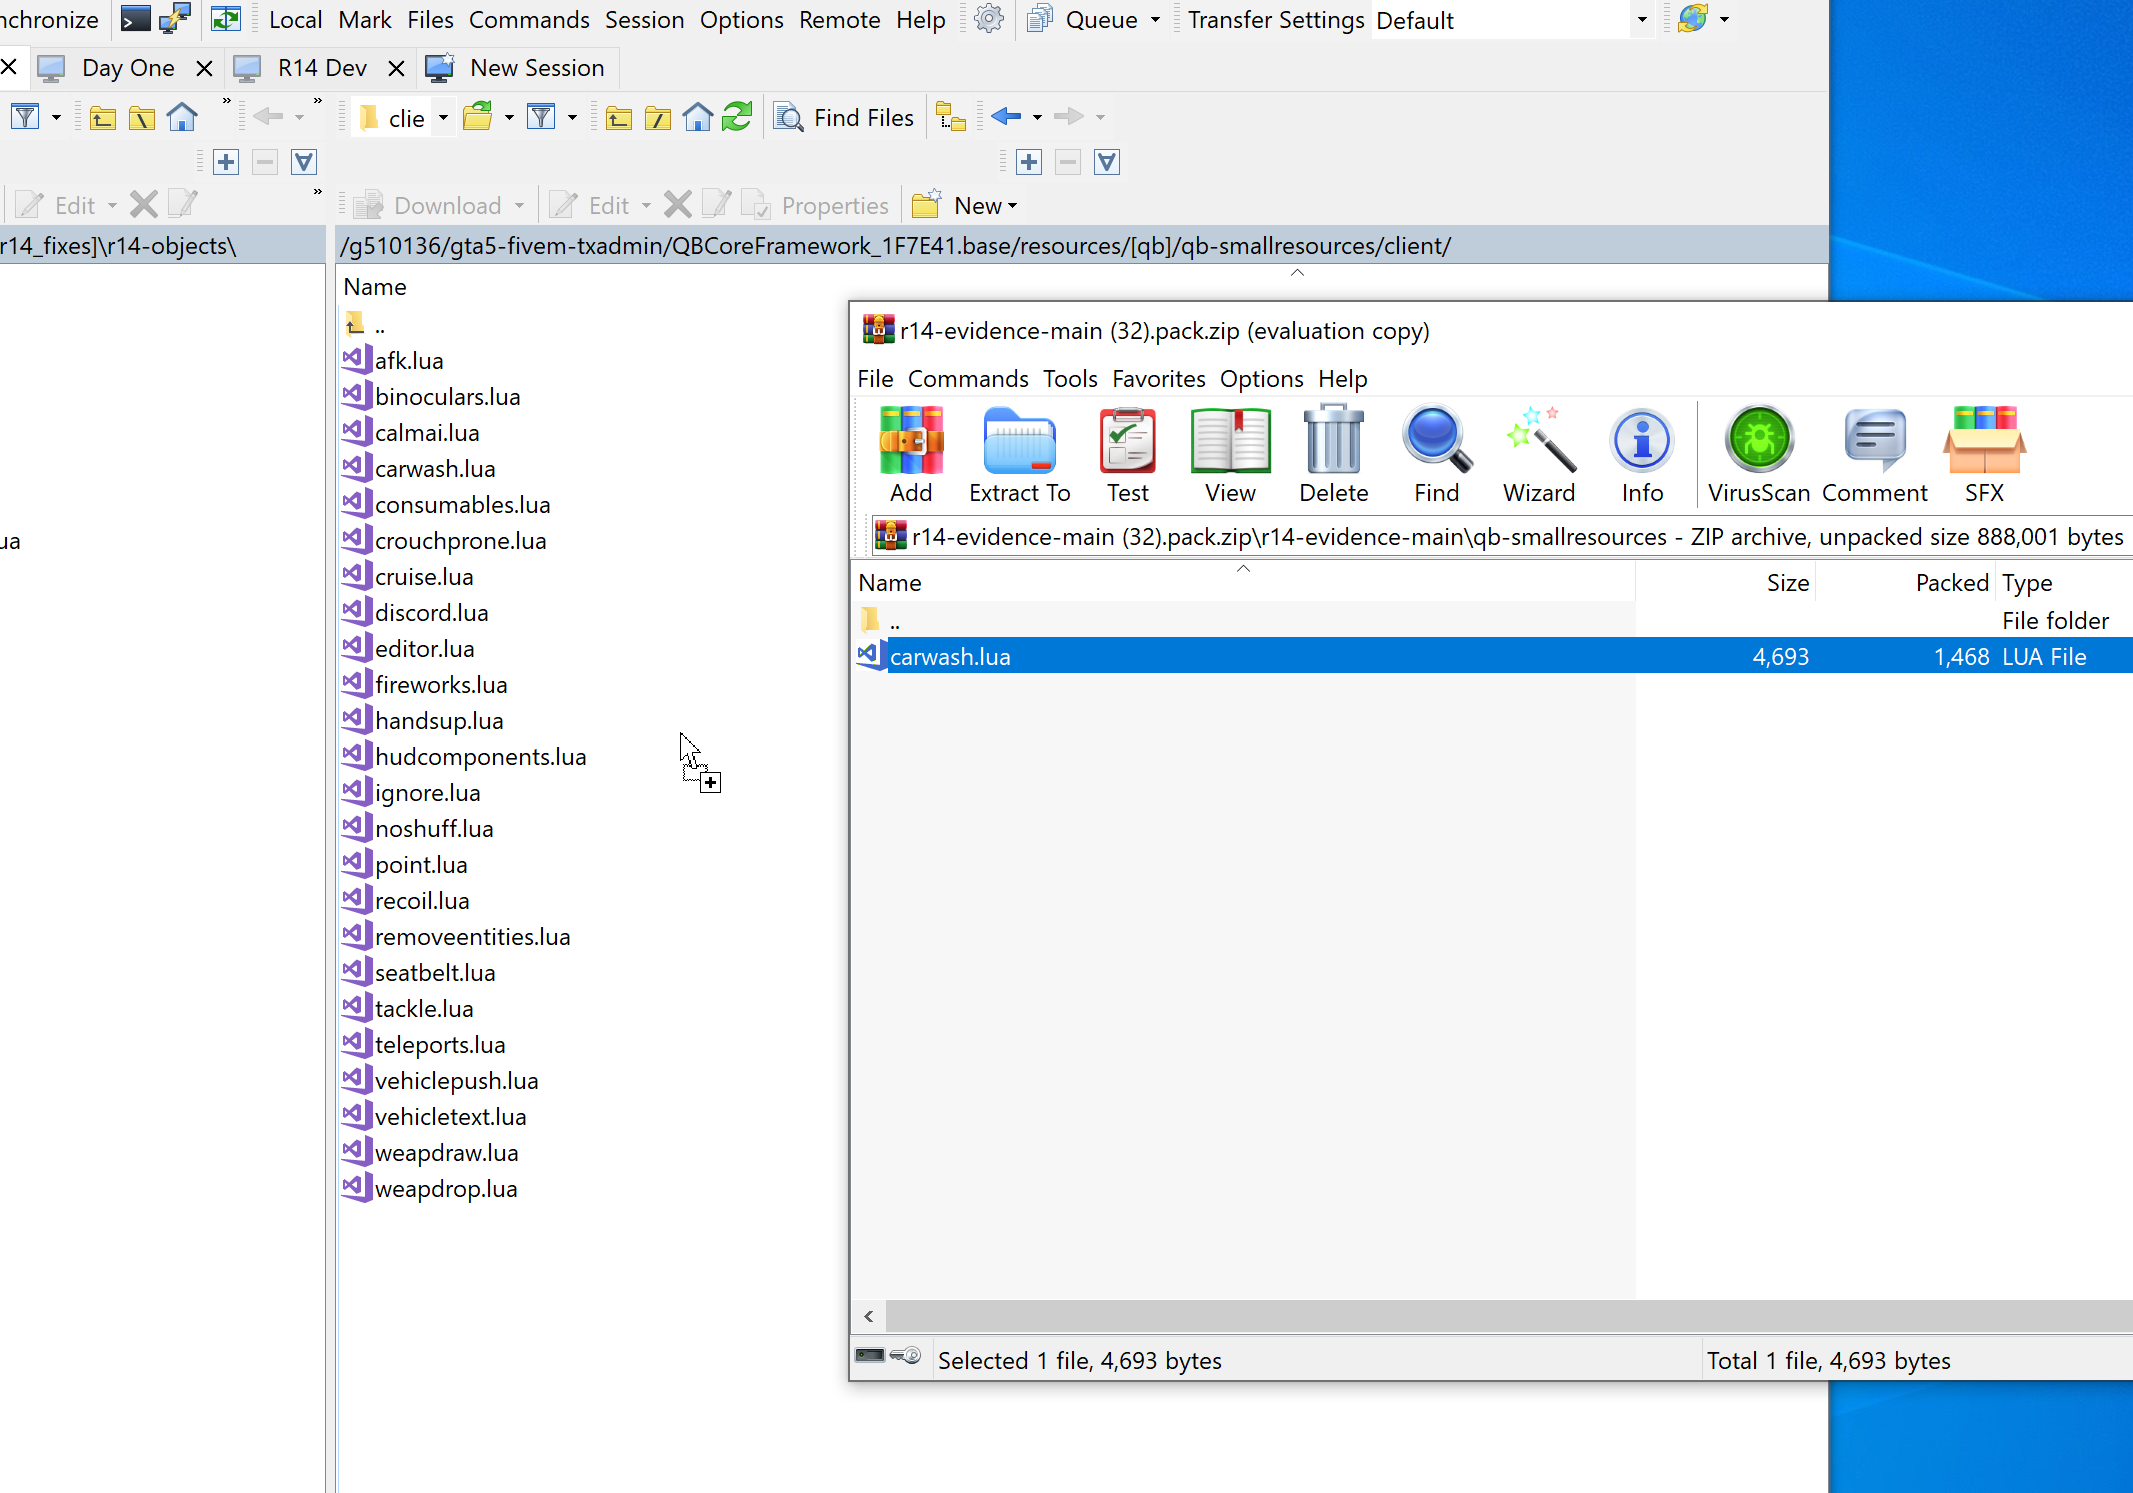 nchronize Local Mark Files Commands Session Options Remote Help Queue Transfer Settings Default
Day One R14 Dev New Session
» » clie Find Files
Edit » Download Edit Properties New
r14_fixes]\r14-objects\ /g510136/gta5-fivem-txadmin/QBCoreFramework_1F7E41.base/resources/[qb]/qb-smallresources/client/
Name
..
afk.lua
binoculars.lua
calmai.lua
carwash.lua
consumables.lua
ua
crouchprone.lua
cruise.lua
discord.lua
editor.lua
fireworks.lua
handsup.lua
hudcomponents.lua
ignore.lua
noshuff.lua
point.lua
recoil.lua
removeentities.lua
seatbelt.lua
tackle.lua
teleports.lua
vehiclepush.lua
vehicletext.lua
weapdraw.lua
weapdrop.lua
r14-evidence-main (32).pack.zip (evaluation copy)
File Commands Tools Favorites Options Help
Add Extract To Test View Delete Find Wizard Info VirusScan Comment SFX
r14-evidence-main (32).pack.zip\r14-evidence-main\qb-smallresources - ZIP archive, unpacked size 888,001 bytes
Name Size Packed Type
.. File folder
carwash.lua 4,693 1,468 LUA File
Selected 1 file, 4,693 bytes Total 1 file, 4,693 bytes